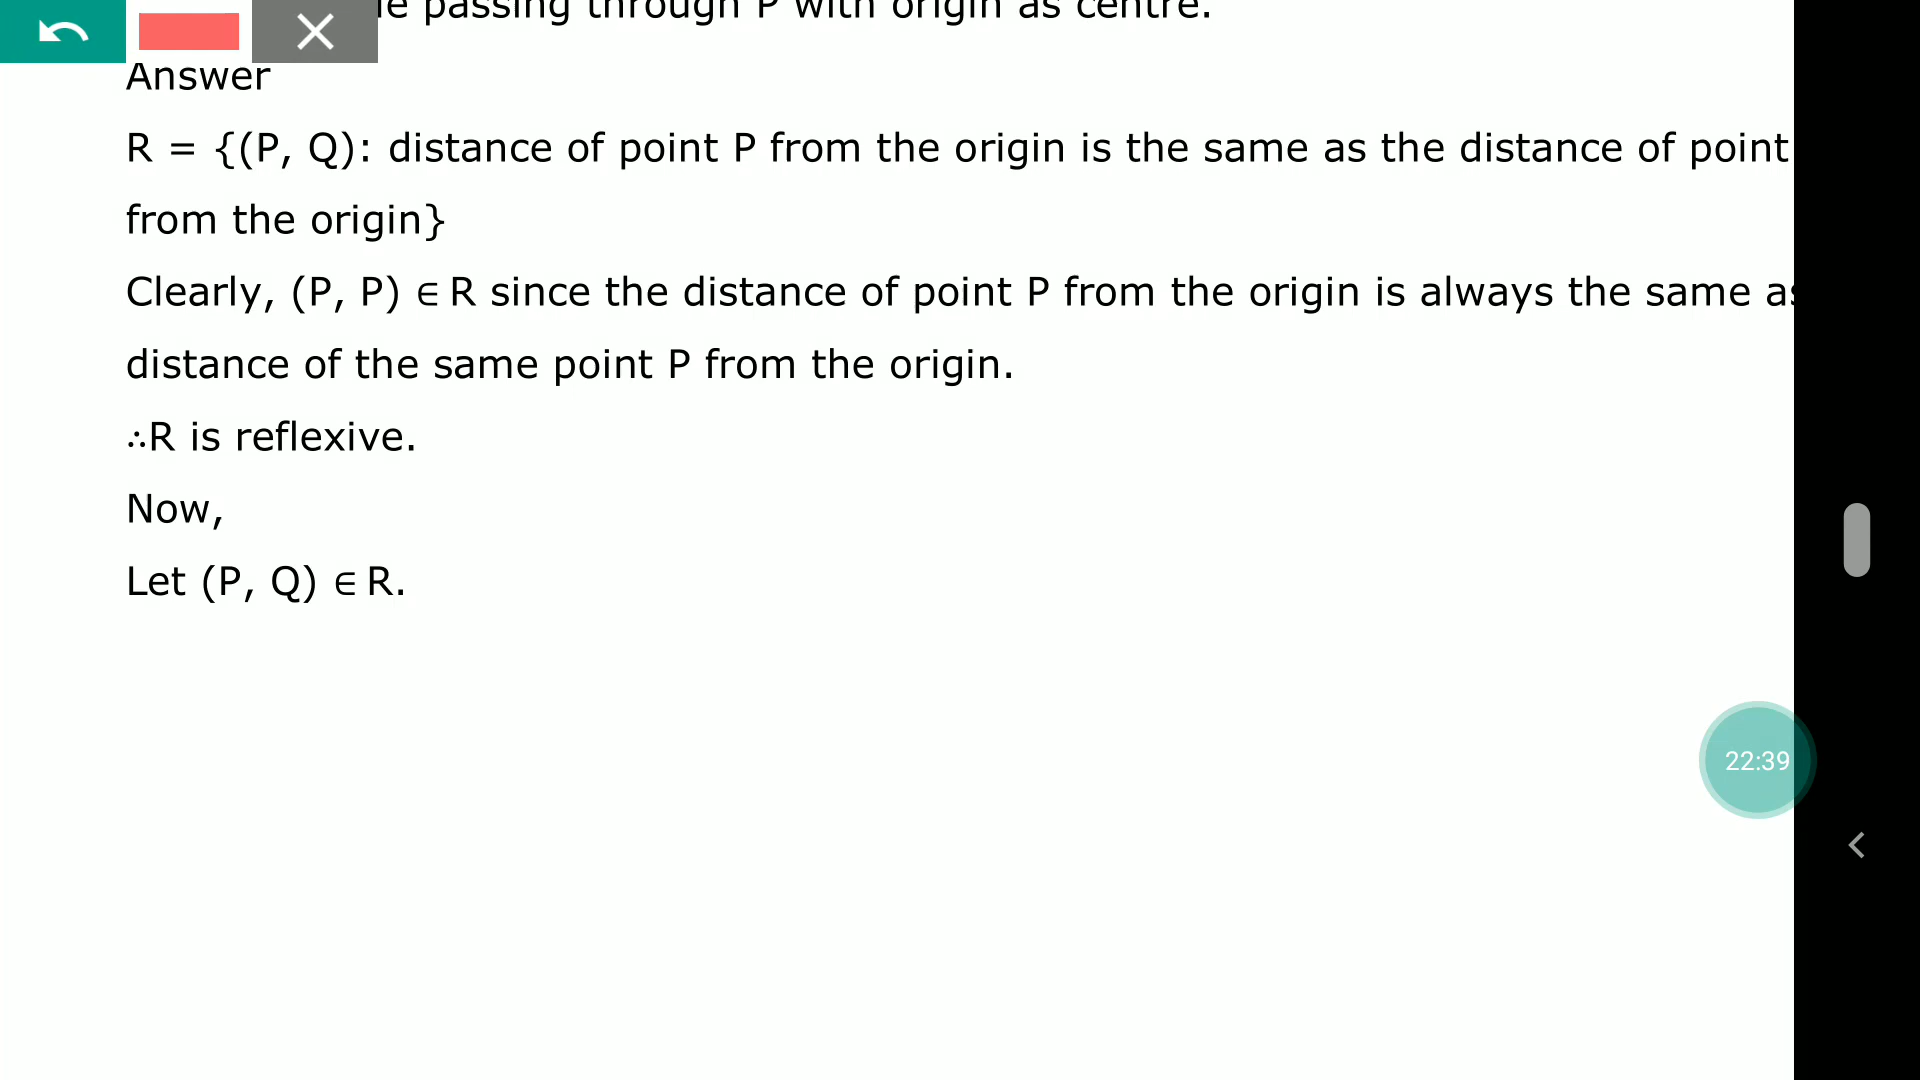 passing through P with origin as centre.
Answer
R = {(P, Q): distance of point P from the origin is the same as the distance of point
from the origin}
Clearly, (P, P) ∈ R since the distance of point P from the origin is always the same as
distance of the same point P from the origin.
∴R is reflexive.
Now,
Let (P, Q) ∈ R.
22:39